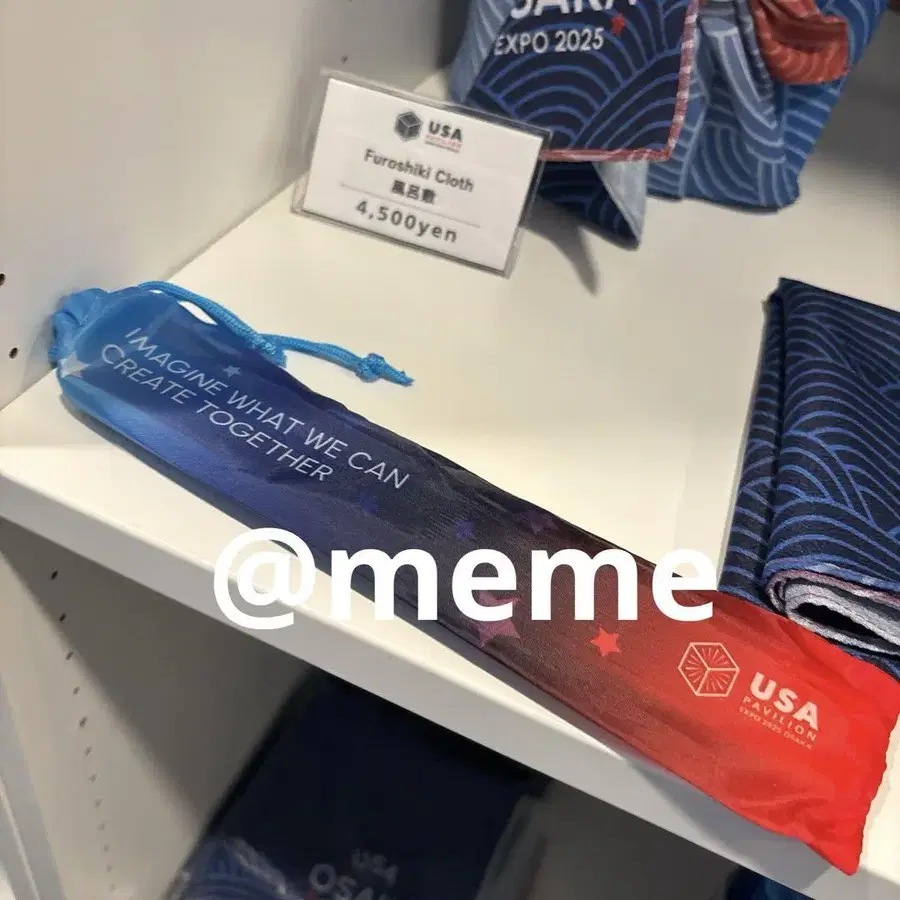 OSAKA
EXPO 2025
USA
PAVILION
Furoshiki Cloth
風呂敷
4,500yen
IMAGINE WHAT WE CAN
CREATE TOGETHER
@meme
USA
PAVILION
EXPO 2025 OSAKA
USA